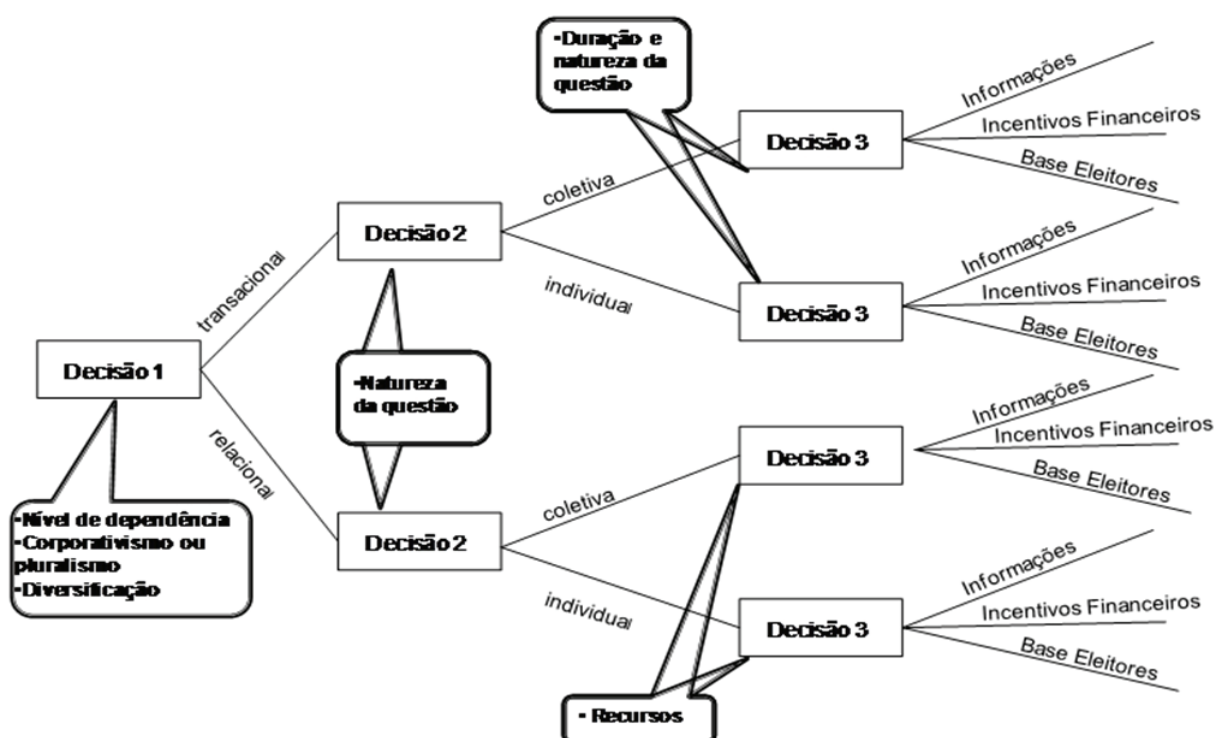 ▪Duração e
natureza da
questão
Informações
Incentivos Financeiros
Base Eleitores
Decisão 3
coletiva
Decisão 2
individual
Informações
Incentivos Financeiros
Base Eleitores
Decisão 3
transacional
Decisão 1
▪Natureza
da questão
relacional
Informações
Incentivos Financeiros
Base Eleitores
Decisão 3
coletiva
Decisão 2
individual
▪Nível de dependência
▪Corporativismo ou
pluralismo
▪Diversificação
Informações
Incentivos Financeiros
Base Eleitores
Decisão 3
▪ Recursos